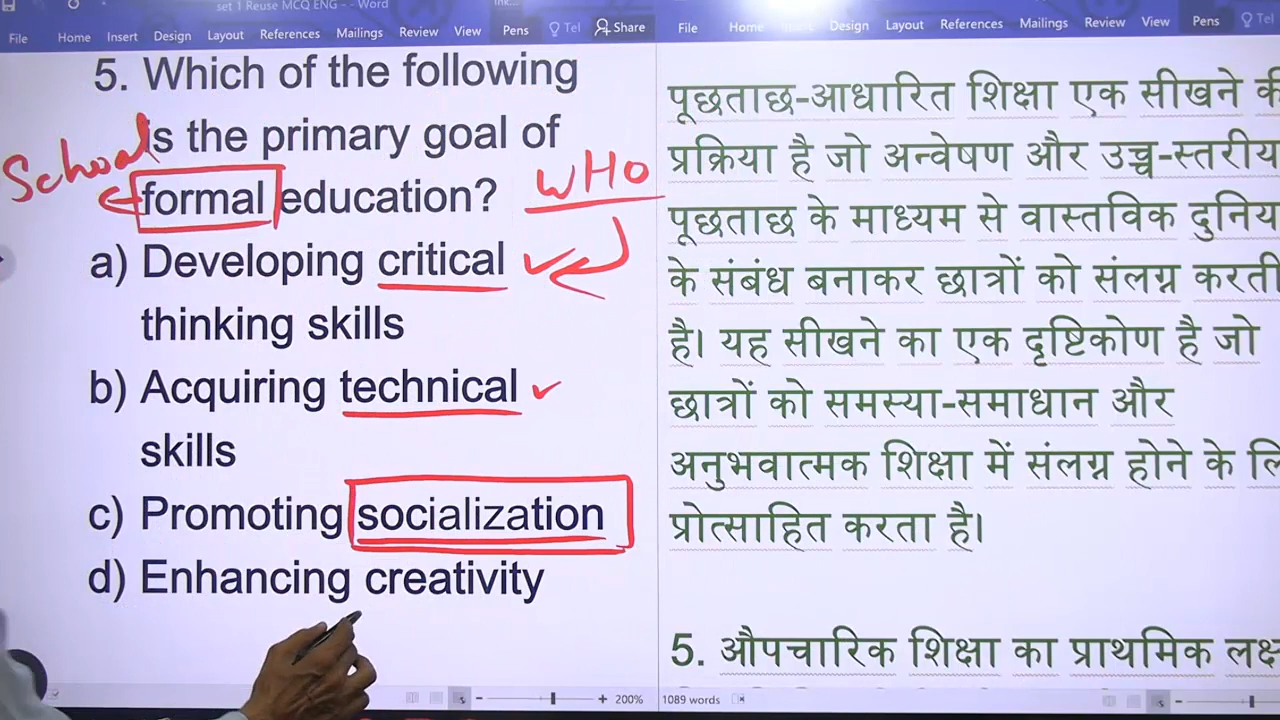 set 1 Reuse MCQ ENG - - Word
File Home Insert Design Layout References Mailings Review View Pens Tel Share
File Home Insert Design Layout References Mailings Review View Pens Tel
5. Which of the following
is the primary goal of
formal education?
School
WHO
a) Developing critical
thinking skills
b) Acquiring technical
skills
c) Promoting socialization
d) Enhancing creativity
200%
पूछताछ-आधारित शिक्षा एक सीखने की
प्रक्रिया है जो अन्वेषण और उच्च-स्तरीय
पूछताछ के माध्यम से वास्तविक दुनिय
के संबंध बनाकर छात्रों को संलग्न करती
है। यह सीखने का एक दृष्टिकोण है जो
छात्रों को समस्या-समाधान और
अनुभवात्मक शिक्षा में संलग्न होने के लि
प्रोत्साहित करता है।
5. औपचारिक शिक्षा का प्राथमिक लक्ष
1089 words